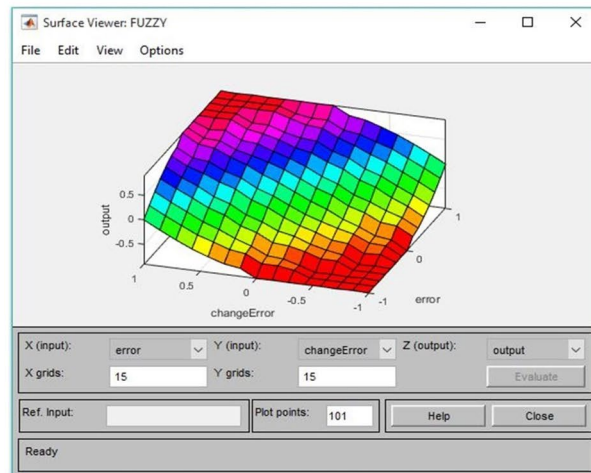 Surface Viewer: FUZZY
File Edit View Options
0.5
0
-0.5
output
1
0.5
0
-0.5
-1
changeError
-1
0
1
error
X (input): error Y (input): changeError Z (output): output
X grids: 15 Y grids: 15 Evaluate
Ref. Input: Plot points: 101 Help Close
Ready